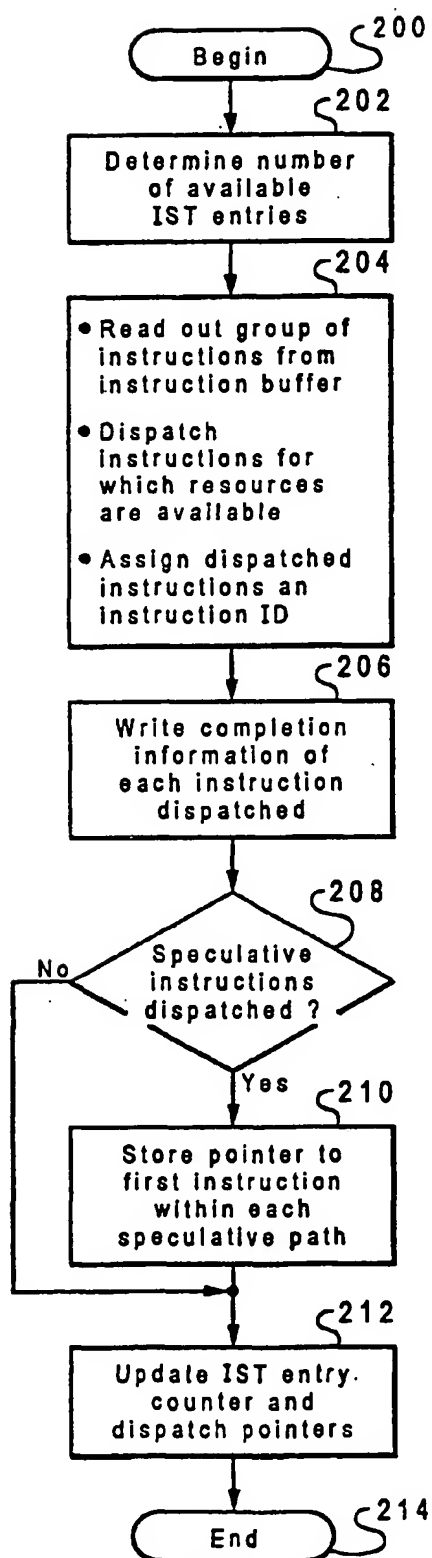 200
Begin
202
Determine number
of available
IST entries
204
• Read out group of
instructions from
instruction buffer
• Dispatch
instructions for
which resources
are available
• Assign dispatched
instructions an
instruction ID
206
Write completion
information of
each instruction
dispatched
208
Speculative
instructions
dispatched ?
No
Yes
210
Store pointer to
first instruction
within each
speculative path
212
Update IST entry.
counter and
dispatch pointers
214
End